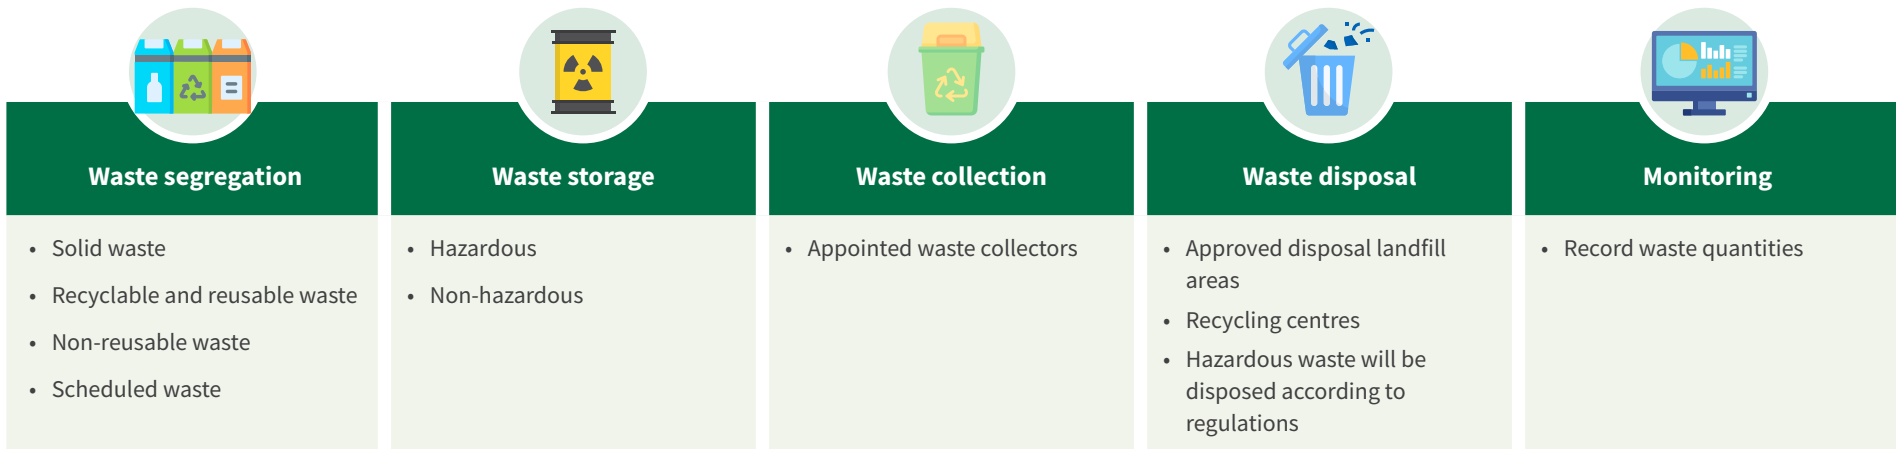 Waste segregation
• Solid waste
• Recyclable and reusable waste
• Non-reusable waste
• Scheduled waste
Waste storage
• Hazardous
• Non-hazardous
Waste collection
• Appointed waste collectors
Waste disposal
• Approved disposal landfill
areas
• Recycling centres
• Hazardous waste will be
disposed according to
regulations
Monitoring
• Record waste quantities